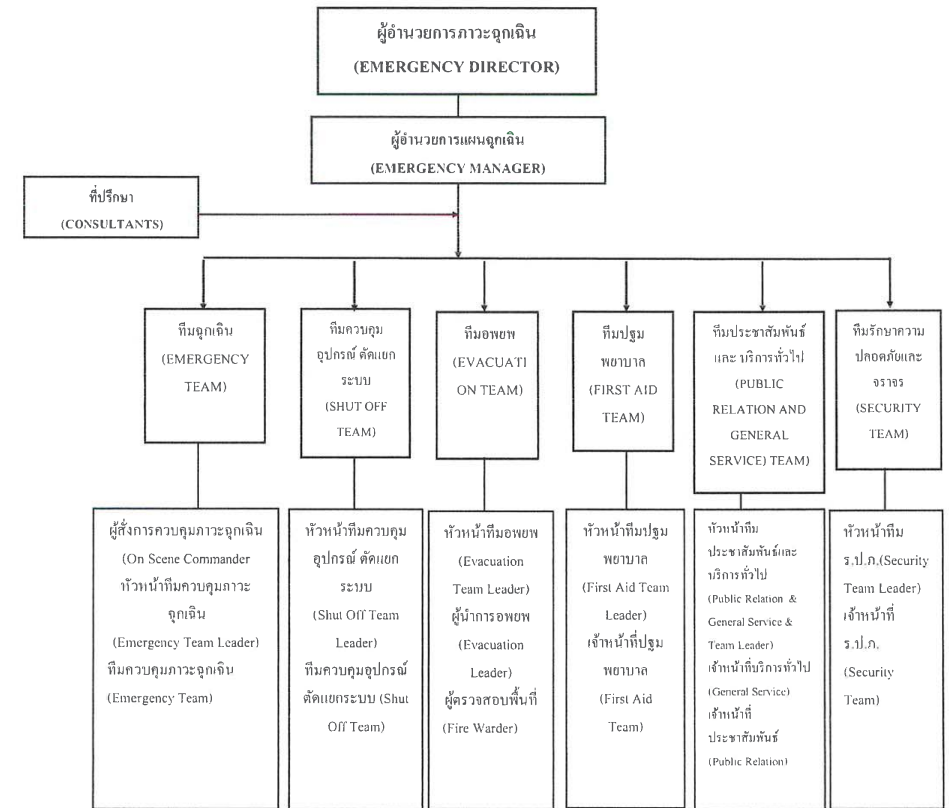 ผู้อำนวยการภาวะฉุกเฉิน
(EMERGENCY DIRECTOR)
ผู้อำนวยการแผนฉุกเฉิน
(EMERGENCY MANAGER)
ที่ปรึกษา
(CONSULTANTS)
ทีมฉุกเฉิน
(EMERGENCY
TEAM)
ทีมควบคุม
อุปกรณ์ ตัดแยก
ระบบ
(SHUT OFF
TEAM)
ทีมอพยพ
(EVACUATI
ON TEAM)
ทีมปฐม
พยาบาล
(FIRST AID
TEAM)
ทีมประชาสัมพันธ์
และ บริการทั่วไป
(PUBLIC
RELATION AND
GENERAL
SERVICE) TEAM)
ทีมรักษาความ
ปลอดภัยและ
จราจร
(SECURITY
TEAM)
ผู้สั่งการควบคุมภาวะฉุกเฉิน
(On Scene Commander
หัวหน้าทีมควบคุมภาวะ
ฉุกเฉิน
(Emergency Team Leader)
ทีมควบคุมภาวะฉุกเฉิน
(Emergency Team)
หัวหน้าทีมควบคุม
อุปกรณ์ ตัดแยก
ระบบ
(Shut Off Team
Leader)
ทีมควบคุมอุปกรณ์
ตัดแยกระบบ (Shut
Off Team)
หัวหน้าทีมอพยพ
(Evacuation
Team Leader)
ผู้นำการอพยพ
(Evacuation
Leader)
ผู้ตรวจสอบพื้นที่
(Fire Warder)
หัวหน้าทีมปฐม
พยาบาล
(First Aid Team
Leader)
เจ้าหน้าที่ปฐม
พยาบาล
(First Aid
Team)
หัวหน้าทีม
ประชาสัมพันธ์และ
บริการทั่วไป
(Public Relation &
General Service &
Team Leader)
เจ้าหน้าที่บริการทั่วไป
(General Service)
เจ้าหน้าที่
ประชาสัมพันธ์
(Public Relation)
หัวหน้าทีม
ร.ป.ภ.(Security
Team Leader)
เจ้าหน้าที่
ร.ป.ภ.
(Security
Team)